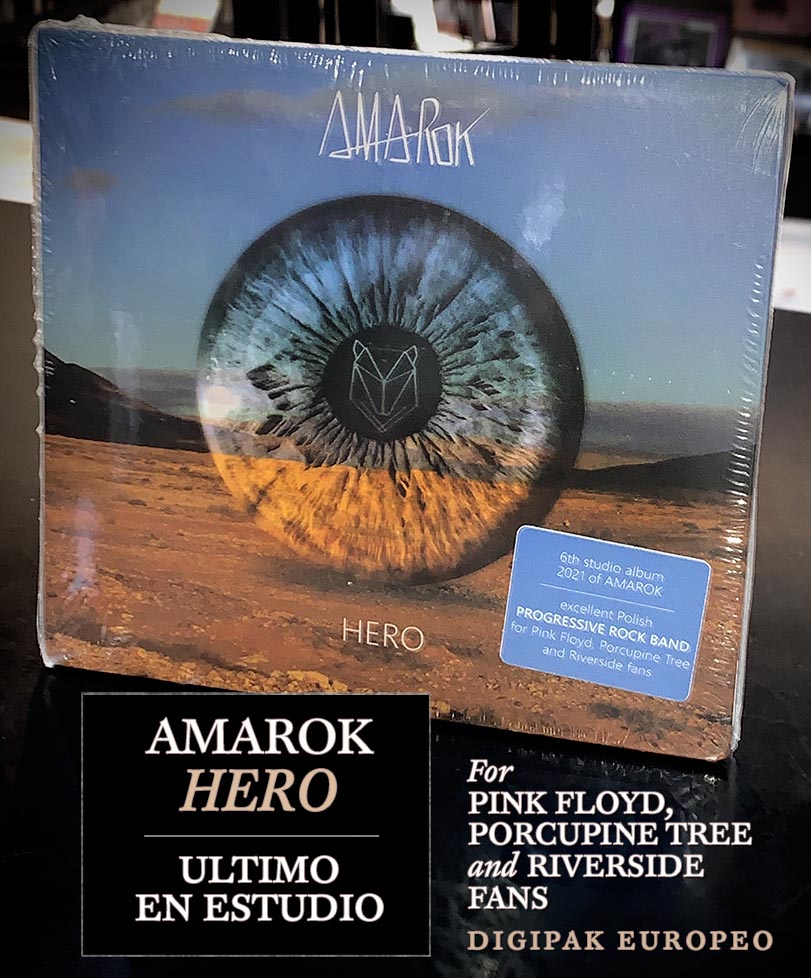 AMAROK
HERO
6th studio album
2021 of AMAROK
excellent Polish
PROGRESSIVE ROCK BAND
for Pink Floyd, Porcupine Tree
and Riverside fans
AMAROK
HERO
ULTIMO
EN ESTUDIO
For
PINK FLOYD,
PORCUPINE TREE
and RIVERSIDE
FANS
DIGIPAK EUROPEO